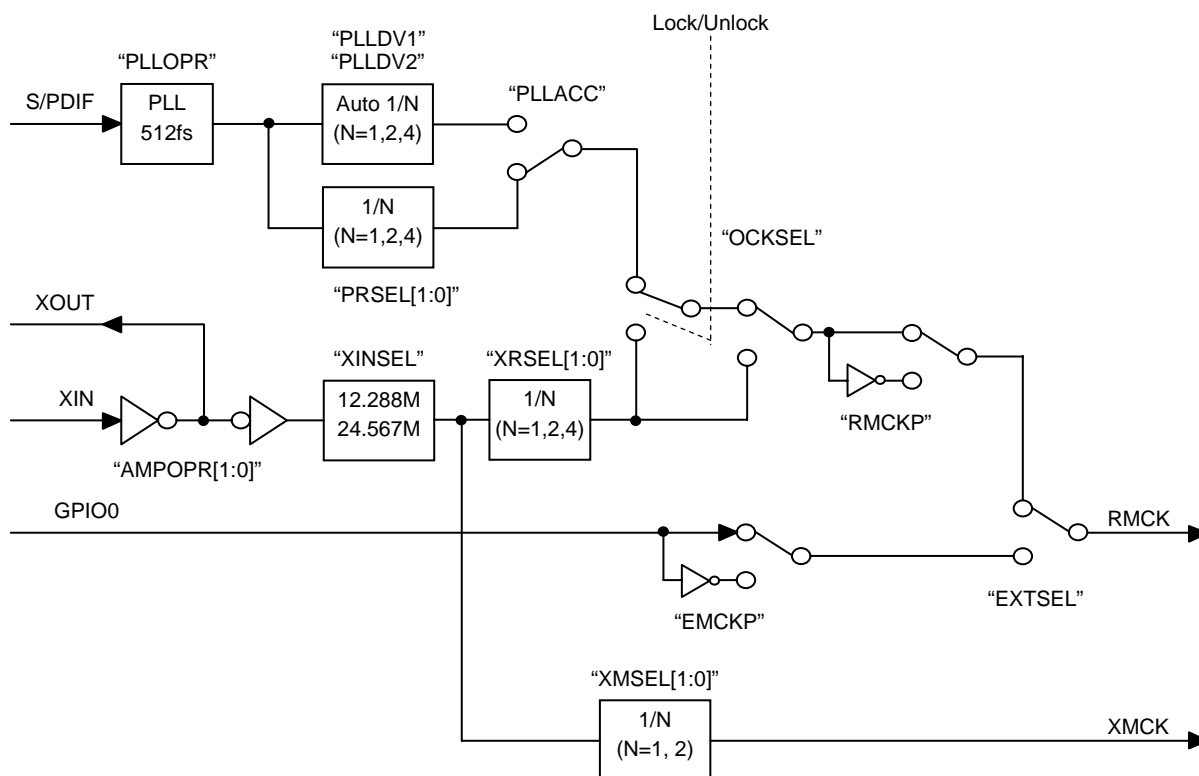 Lock/Unlock
“PLLDV1”
“PLLDV2”
“PLLOPR”
S/PDIF
PLL
512fs
Auto 1/N
(N=1,2,4)
“PLLACC”
1/N
(N=1,2,4)
“PRSEL[1:0]”
“OCKSEL”
XOUT
“XINSEL”
“XRSEL[1:0]”
XIN
12.288M
24.567M
1/N
(N=1,2,4)
“RMCKP”
“AMPOPR[1:0]”
GPIO0
RMCK
“EMCKP”
“EXTSEL”
“XMSEL[1:0]”
1/N
(N=1, 2)
XMCK